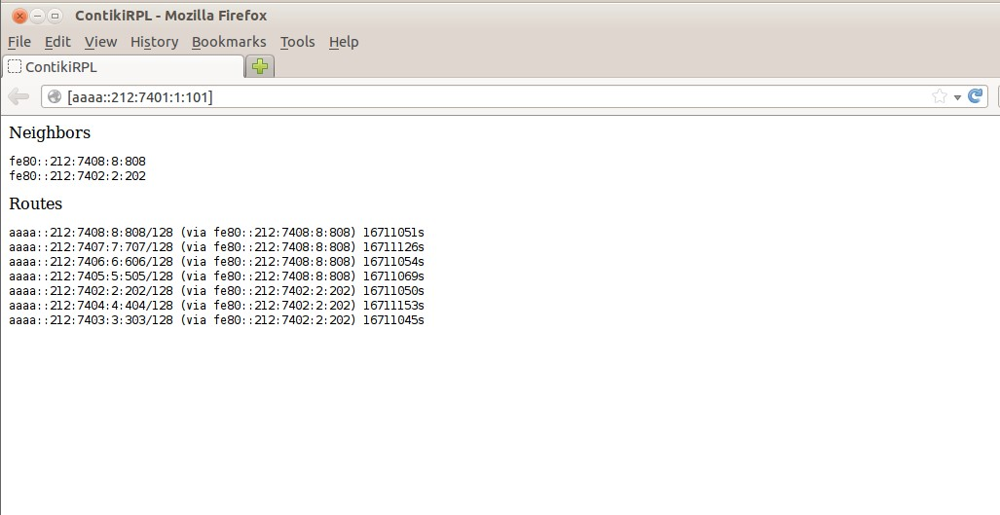 ContikiRPL - Mozilla Firefox
File Edit View History Bookmarks Tools Help
ContikiRPL
[aaaa::212:7401:1:101]
Neighbors
fe80::212:7408:8:808
fe80::212:7402:2:202
Routes
aaaa::212:7408:8:808/128 (via fe80::212:7408:8:808) 16711051s
aaaa::212:7407:7:707/128 (via fe80::212:7408:8:808) 16711126s
aaaa::212:7406:6:606/128 (via fe80::212:7408:8:808) 16711054s
aaaa::212:7405:5:505/128 (via fe80::212:7408:8:808) 16711069s
aaaa::212:7402:2:202/128 (via fe80::212:7402:2:202) 16711050s
aaaa::212:7404:4:404/128 (via fe80::212:7402:2:202) 16711153s
aaaa::212:7403:3:303/128 (via fe80::212:7402:2:202) 16711045s